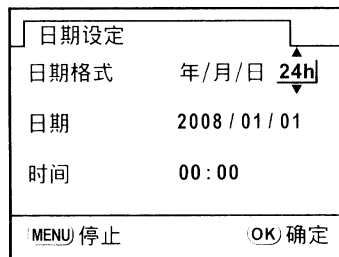 日期设定
日期格式 年/月/日 24h
日期 2008/01/01
时间 00:00
MENU 停止 OK 确定